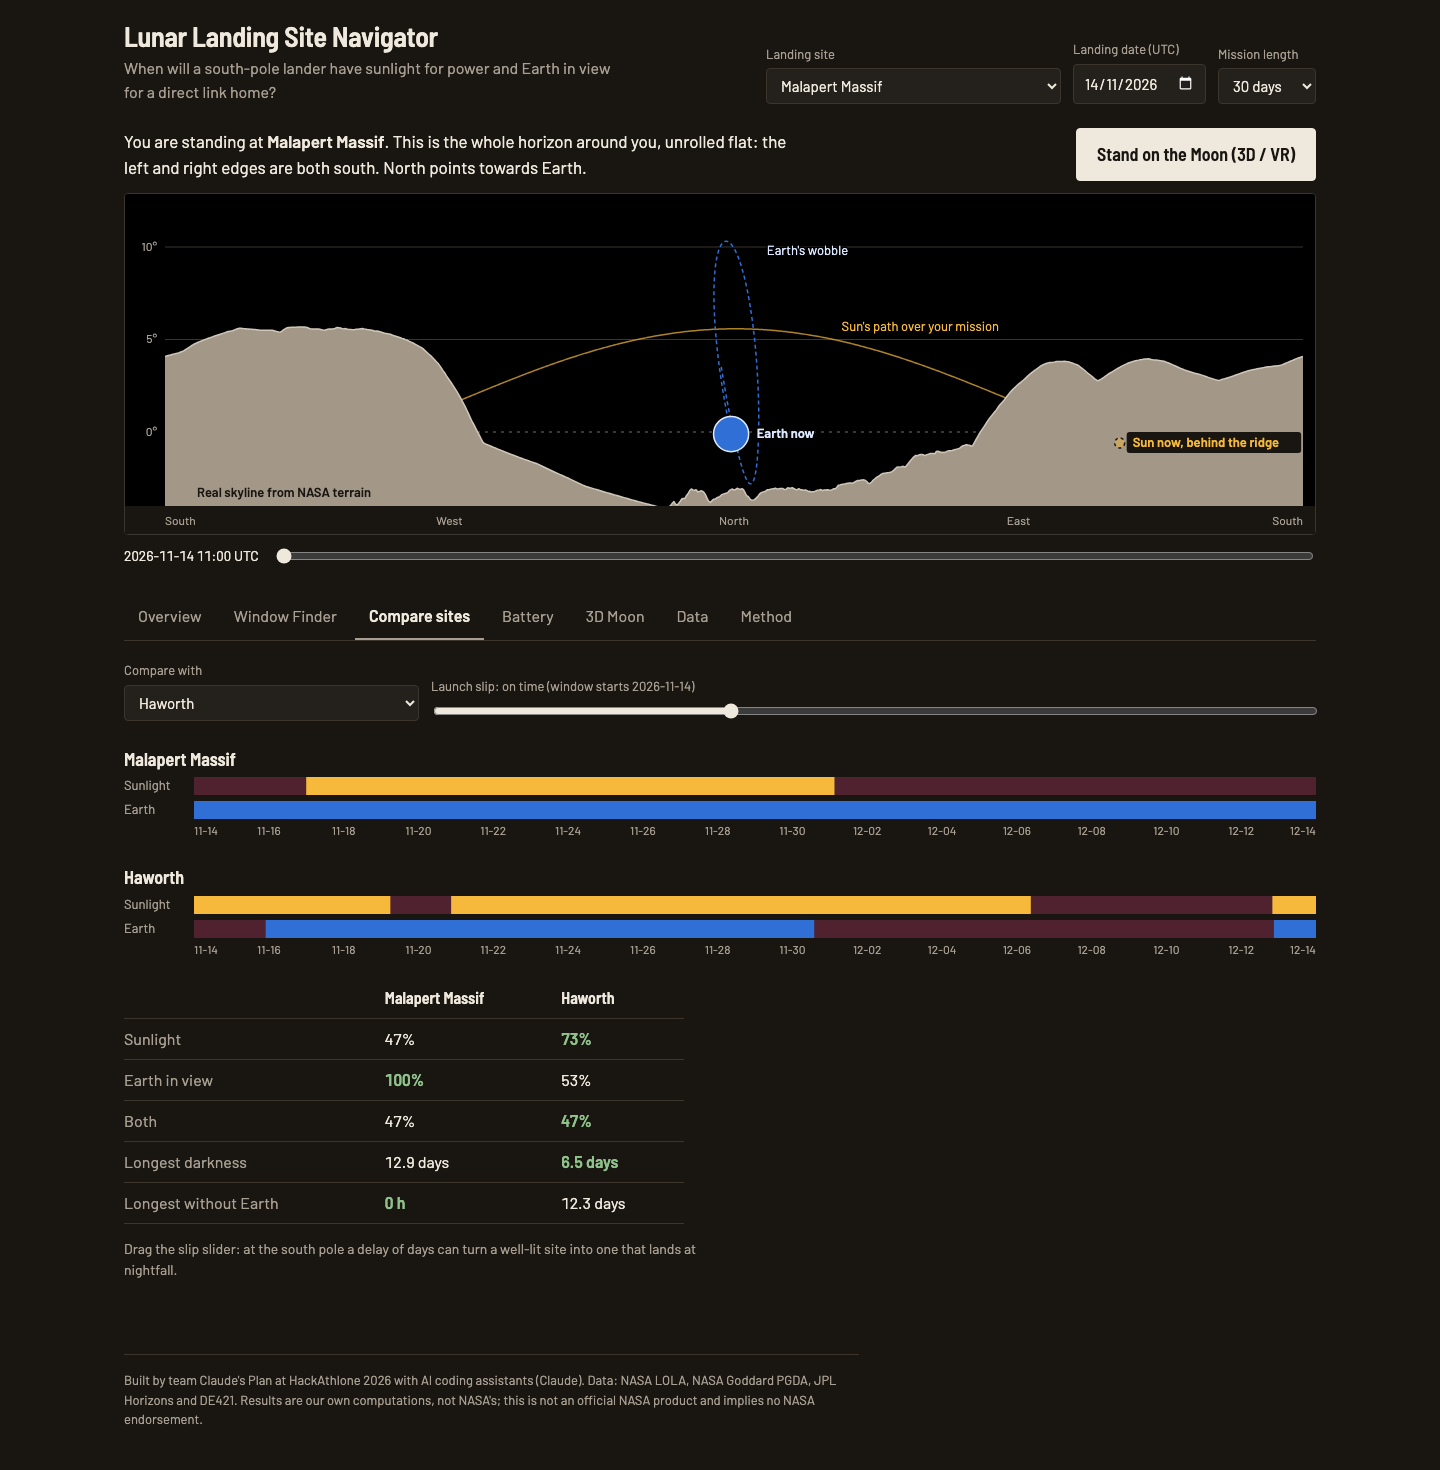 Lunar Landing Site Navigator
When will a south-pole lander have sunlight for power and Earth in view
for a direct link home?
Landing site
Landing date (UTC)
Mission length
Malapert Massif
14/11/2026
30 days
You are standing at Malapert Massif. This is the whole horizon around you, unrolled flat: the
left and right edges are both south. North points towards Earth.
Stand on the Moon (3D / VR)
10°
Earth's wobble
Sun's path over your mission
5°
0°
Earth now
Sun now, behind the ridge
Real skyline from NASA terrain
South West North East South
2026-11-14 11:00 UTC
Overview Window Finder Compare sites Battery 3D Moon Data Method
Compare with
Launch slip: on time (window starts 2026-11-14)
Haworth
Malapert Massif
Sunlight
Earth
11-14 11-16 11-18 11-20 11-22 11-24 11-26 11-28 11-30 12-02 12-04 12-06 12-08 12-10 12-12 12-14
Haworth
Sunlight
Earth
11-14 11-16 11-18 11-20 11-22 11-24 11-26 11-28 11-30 12-02 12-04 12-06 12-08 12-10 12-12 12-14
Malapert Massif Haworth
Sunlight 47% 73%
Earth in view 100% 53%
Both 47% 47%
Longest darkness 12.9 days 6.5 days
Longest without Earth 0 h 12.3 days
Drag the slip slider: at the south pole a delay of days can turn a well-lit site into one that lands at
nightfall.
Built by team Claude's Plan at HackAthlone 2026 with AI coding assistants (Claude). Data: NASA LOLA, NASA Goddard PGDA, JPL
Horizons and DE421. Results are our own computations, not NASA's; this is not an official NASA product and implies no NASA
endorsement.